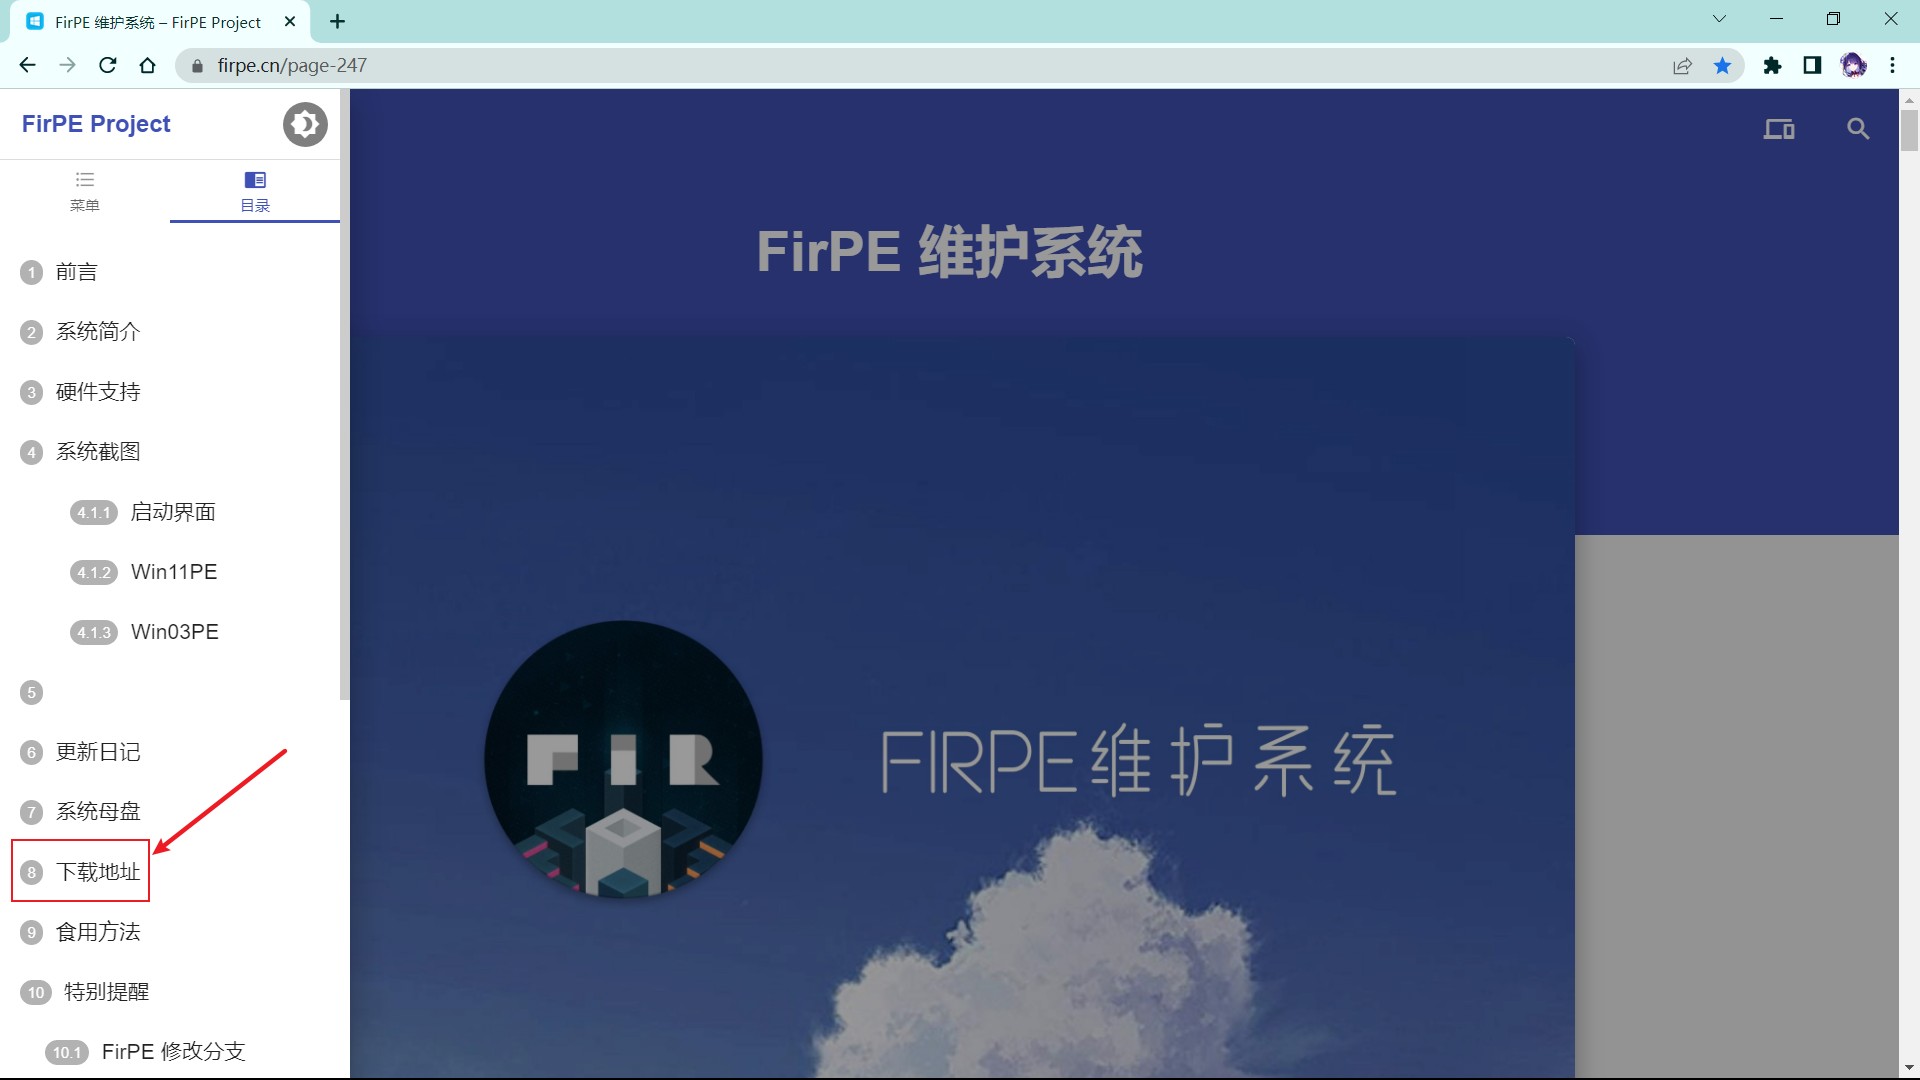 FirPE 维护系统 – FirPE Project
firpe.cn/page-247
FirPE Project
菜单
目录
FirPE 维护系统
1 前言
2 系统简介
3 硬件支持
4 系统截图
4.1.1 启动界面
4.1.2 Win11PE
4.1.3 Win03PE
5
6 更新日记
7 系统母盘
8 下载地址
9 食用方法
10 特别提醒
10.1 FirPE 修改分支
FIR
FIRPE维护系统